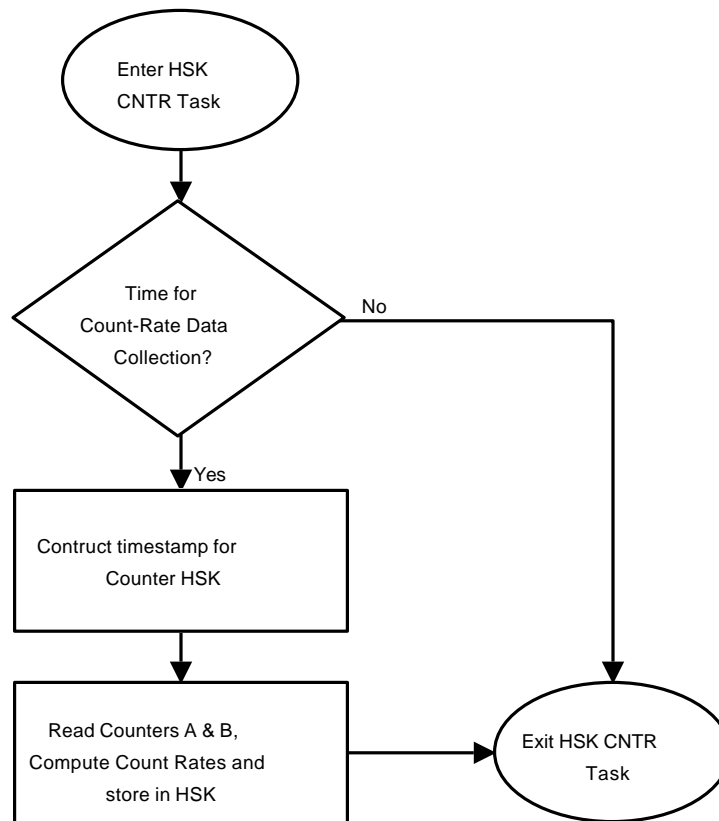 Enter HSK
CNTR Task
Time for
Count-Rate Data
Collection?
No
Yes
Contruct timestamp for
Counter HSK
Read Counters A & B,
Compute Count Rates and
store in HSK
Exit HSK CNTR
Task